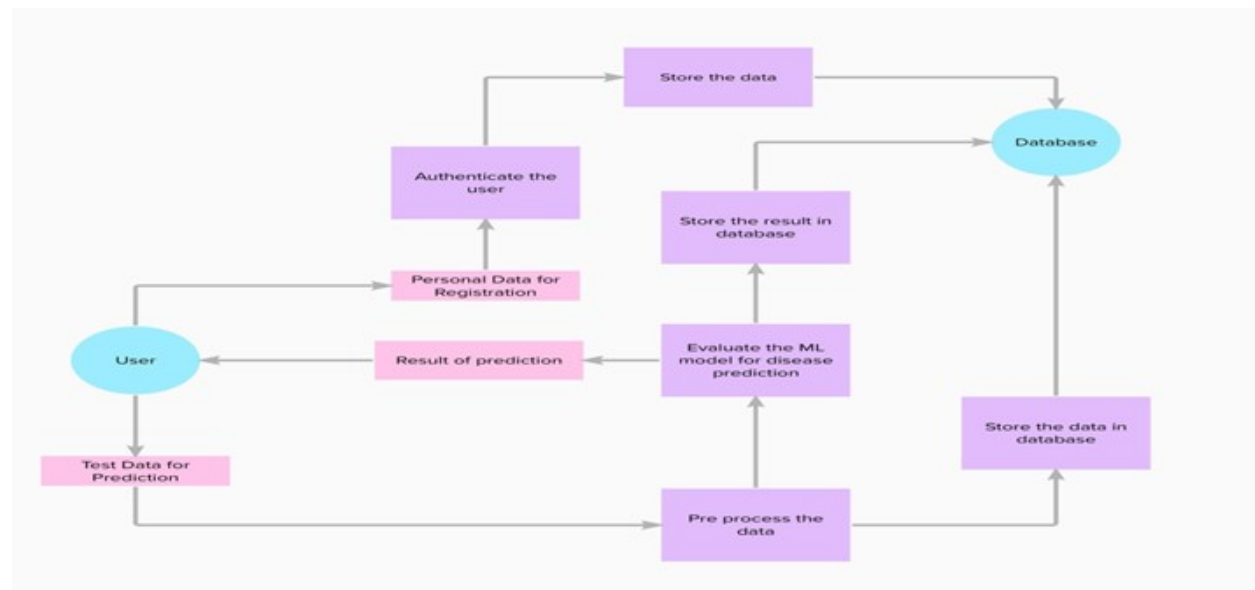 Store the data
Database
Authenticate the
user
Store the result in
database
Personal Data for
Registration
User
Result of prediction
Evaluate the ML
model for disease
prediction
Store the data in
database
Test Data for
Prediction
Pre process the
data